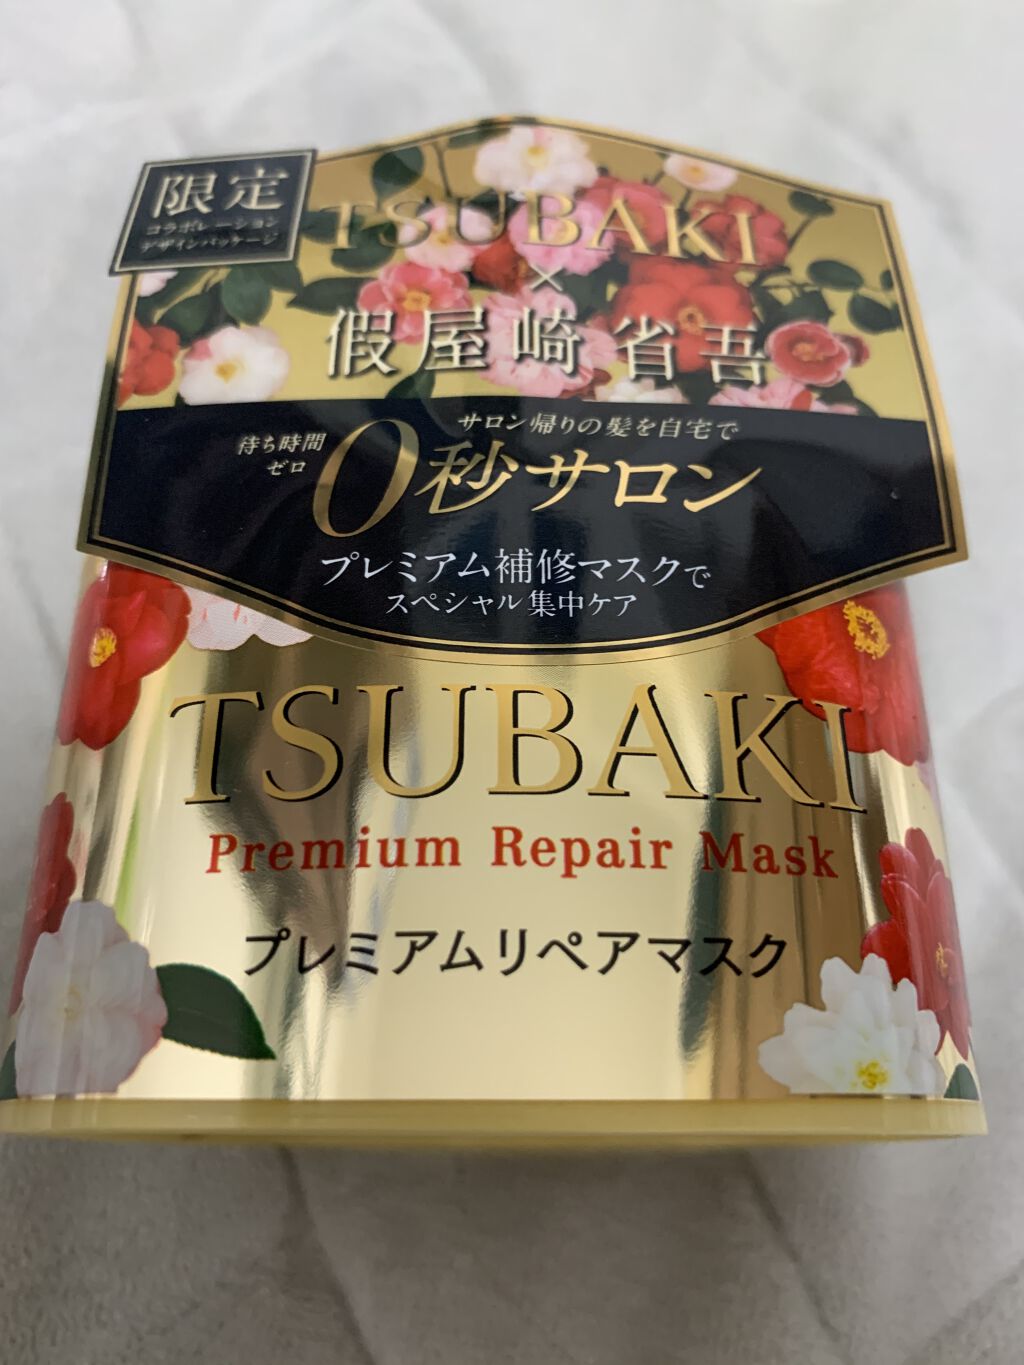 限定
コラボレーション
デザインパッケージ
TSUBAKI
×
假屋崎省吾
サロン帰りの髪を自宅で
待ち時間
ゼロ
0秒サロン
プレミアム補修マスクで
スペシャル集中ケア
TSUBAKI
Premium Repair Mask
プレミアムリペアマスク